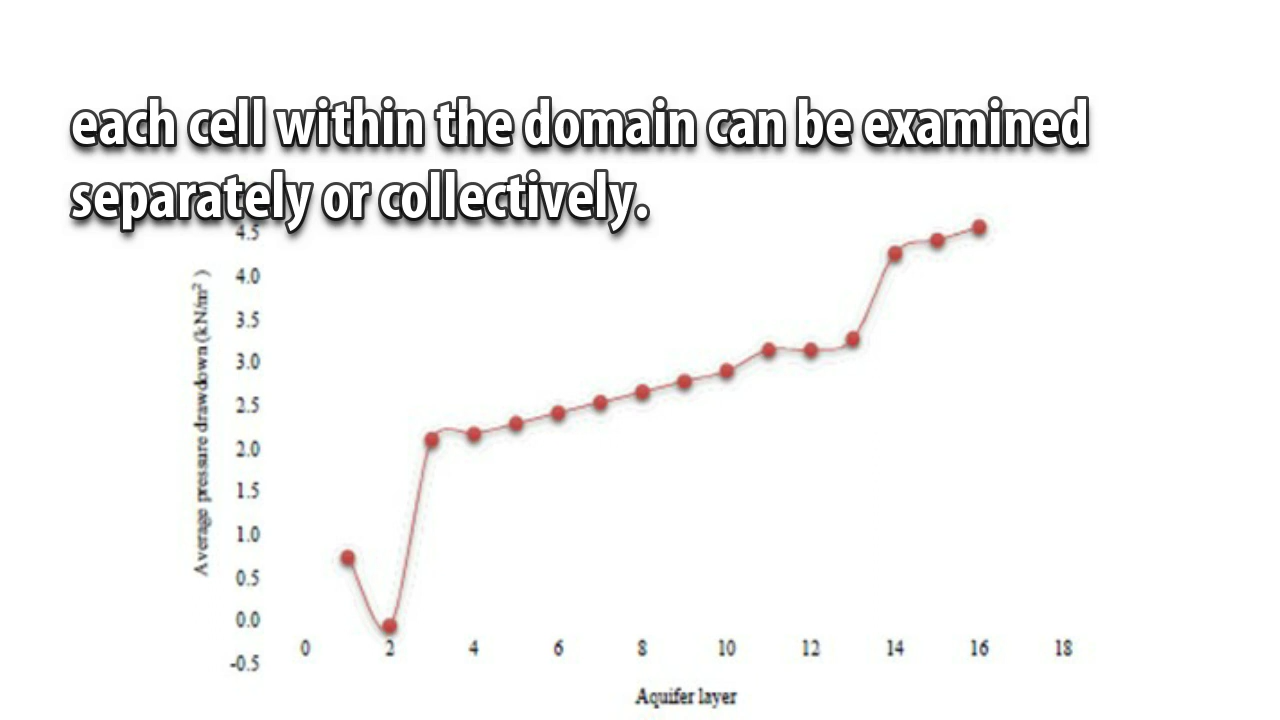 each cell within the domain can be examined
separately or collectively.
4.5
4.0
3.5
3.0
2.5
2.0
1.5
1.0
0.5
0.0
-0.5
Average pressure drawdown (kN/m²)
0 2 4 6 8 10 12 14 16 18
Aquifer layer